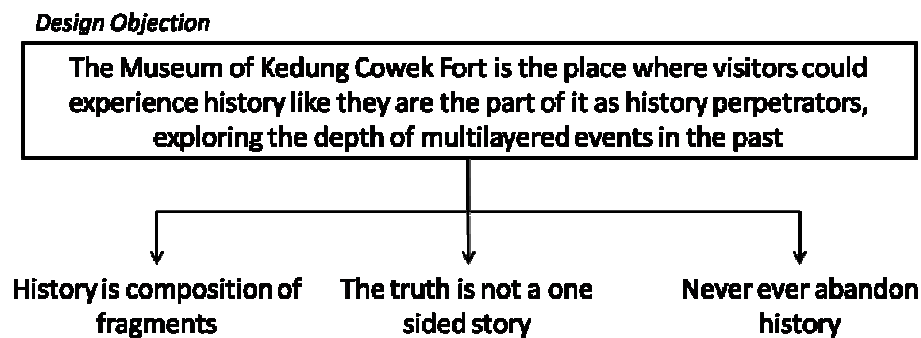 Design Objection
The Museum of Kedung Cowek Fort is the place where visitors could
experience history like they are the part of it as history perpetrators,
exploring the depth of multilayered events in the past
History is composition of
fragments
The truth is not a one
sided story
Never ever abandon
history